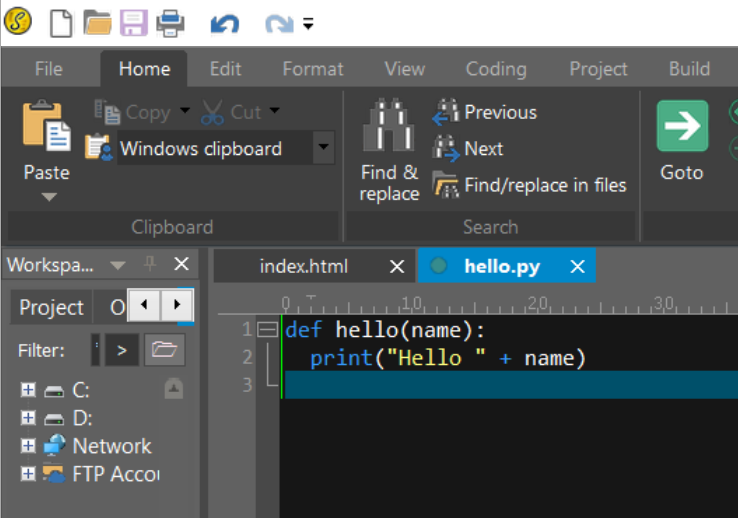 File Home Edit Format View Coding Project Build
Copy Cut
Windows clipboard
Paste
Clipboard
Previous
Next
Find/replace in files
Find &
replace
Search
Goto
Workspa...
Project O
Filter: >
C:
D:
Network
FTP Accou
index.html hello.py
0 10 20 30
1 def hello(name):
2 print("Hello " + name)
3